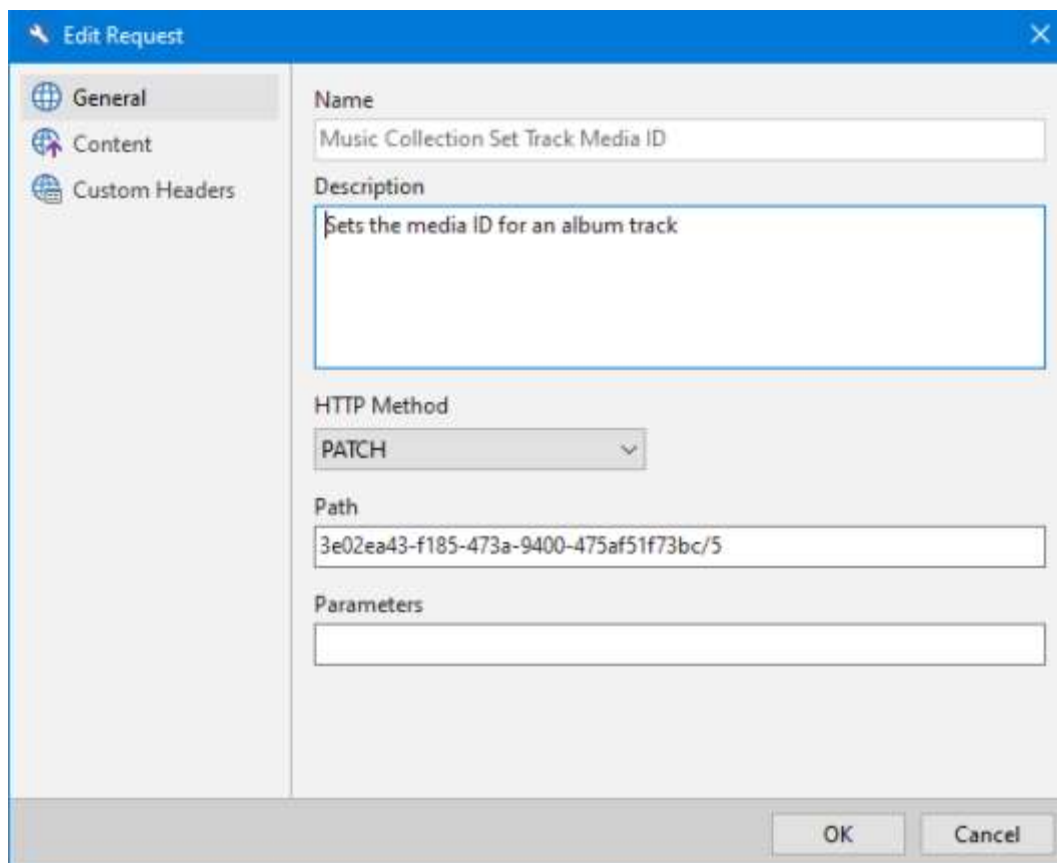 Edit Request
General
Content
Custom Headers
Name
Music Collection Set Track Media ID
Description
Sets the media ID for an album track
HTTP Method
PATCH
Path
3e02ea43-f185-473a-9400-475af51f73bc/5
Parameters
OK
Cancel